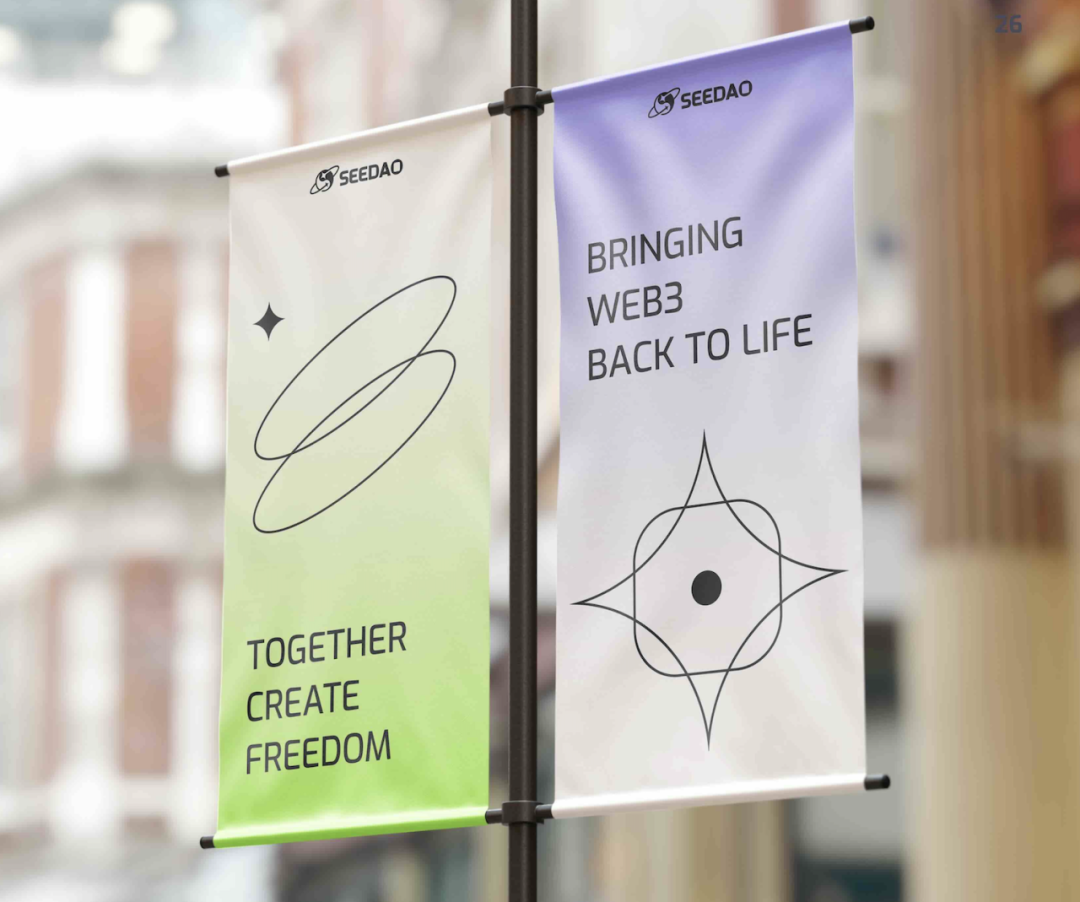 26
SEEDAO
TOGETHER
CREATE
FREEDOM
SEEDAO
BRINGING
WEB3
BACK TO LIFE